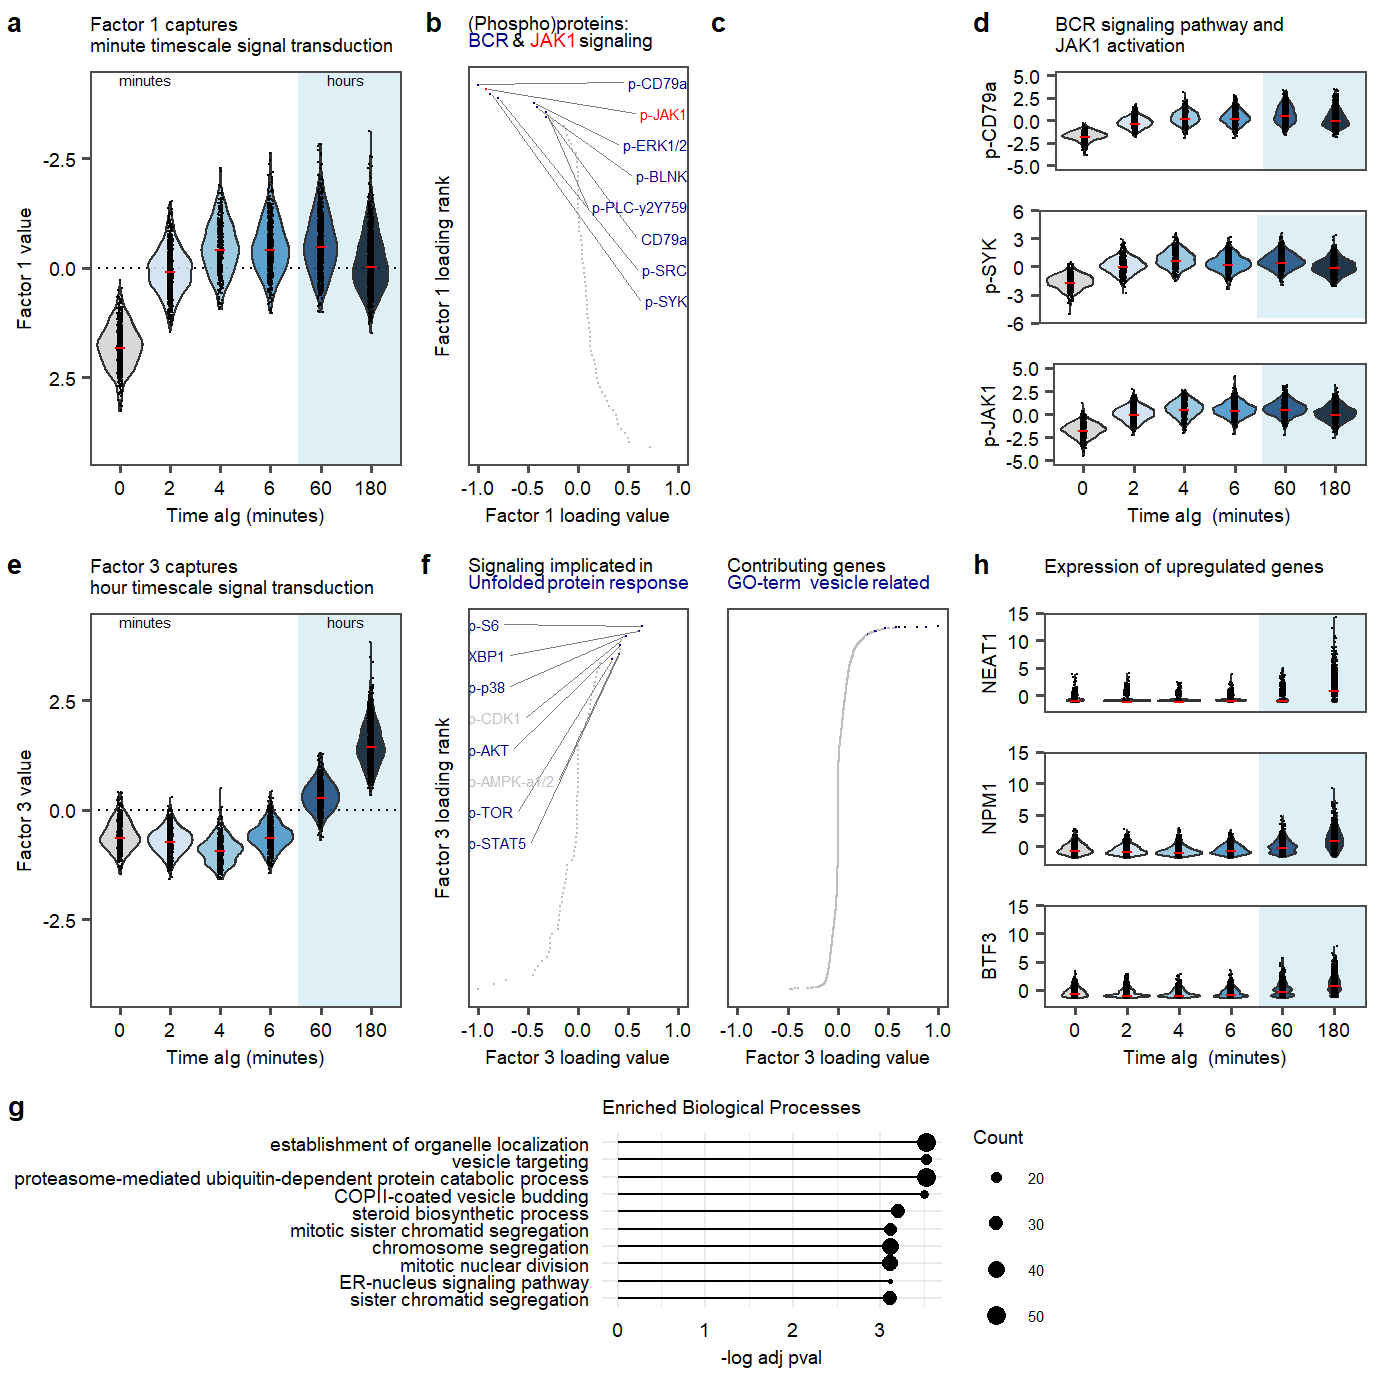 a
Factor 1 captures
minute timescale signal transduction
minutes
hours
Factor 1 value
-2.5
0.0
2.5
0
2
4
6
60
180
Time aIg (minutes)
b
(Phospho)proteins:
BCR & JAK1 signaling
Factor 1 loading rank
p-CD79a
p-JAK1
p-ERK1/2
p-BLNK
p-PLC-y2Y759
CD79a
p-SRC
p-SYK
-1.0
-0.5
0.0
0.5
1.0
Factor 1 loading value
c
d
BCR signaling pathway and
JAK1 activation
p-CD79a
5.0
2.5
0.0
-2.5
-5.0
p-SYK
6
3
0
-3
-6
p-JAK1
5.0
2.5
0.0
-2.5
-5.0
0
2
4
6
60
180
Time aIg (minutes)
e
Factor 3 captures
hour timescale signal transduction
minutes
hours
Factor 3 value
2.5
0.0
-2.5
0
2
4
6
60
180
Time aIg (minutes)
f
Signaling implicated in
Unfolded protein response
Factor 3 loading rank
p-S6
XBP1
p-p38
p-CDK1
p-AKT
p-AMPK-a1/2
p-TOR
p-STAT5
-1.0
-0.5
0.0
0.5
1.0
Factor 3 loading value
Contributing genes
GO-term vesicle related
-1.0
-0.5
0.0
0.5
1.0
Factor 3 loading value
h
Expression of upregulated genes
NEAT1
15
10
5
0
NPM1
15
10
5
0
BTF3
15
10
5
0
0
2
4
6
60
180
Time aIg (minutes)
g
Enriched Biological Processes
establishment of organelle localization
vesicle targeting
proteasome-mediated ubiquitin-dependent protein catabolic process
COPII-coated vesicle budding
steroid biosynthetic process
mitotic sister chromatid segregation
chromosome segregation
mitotic nuclear division
ER-nucleus signaling pathway
sister chromatid segregation
0
1
2
3
-log adj pval
Count
20
30
40
50